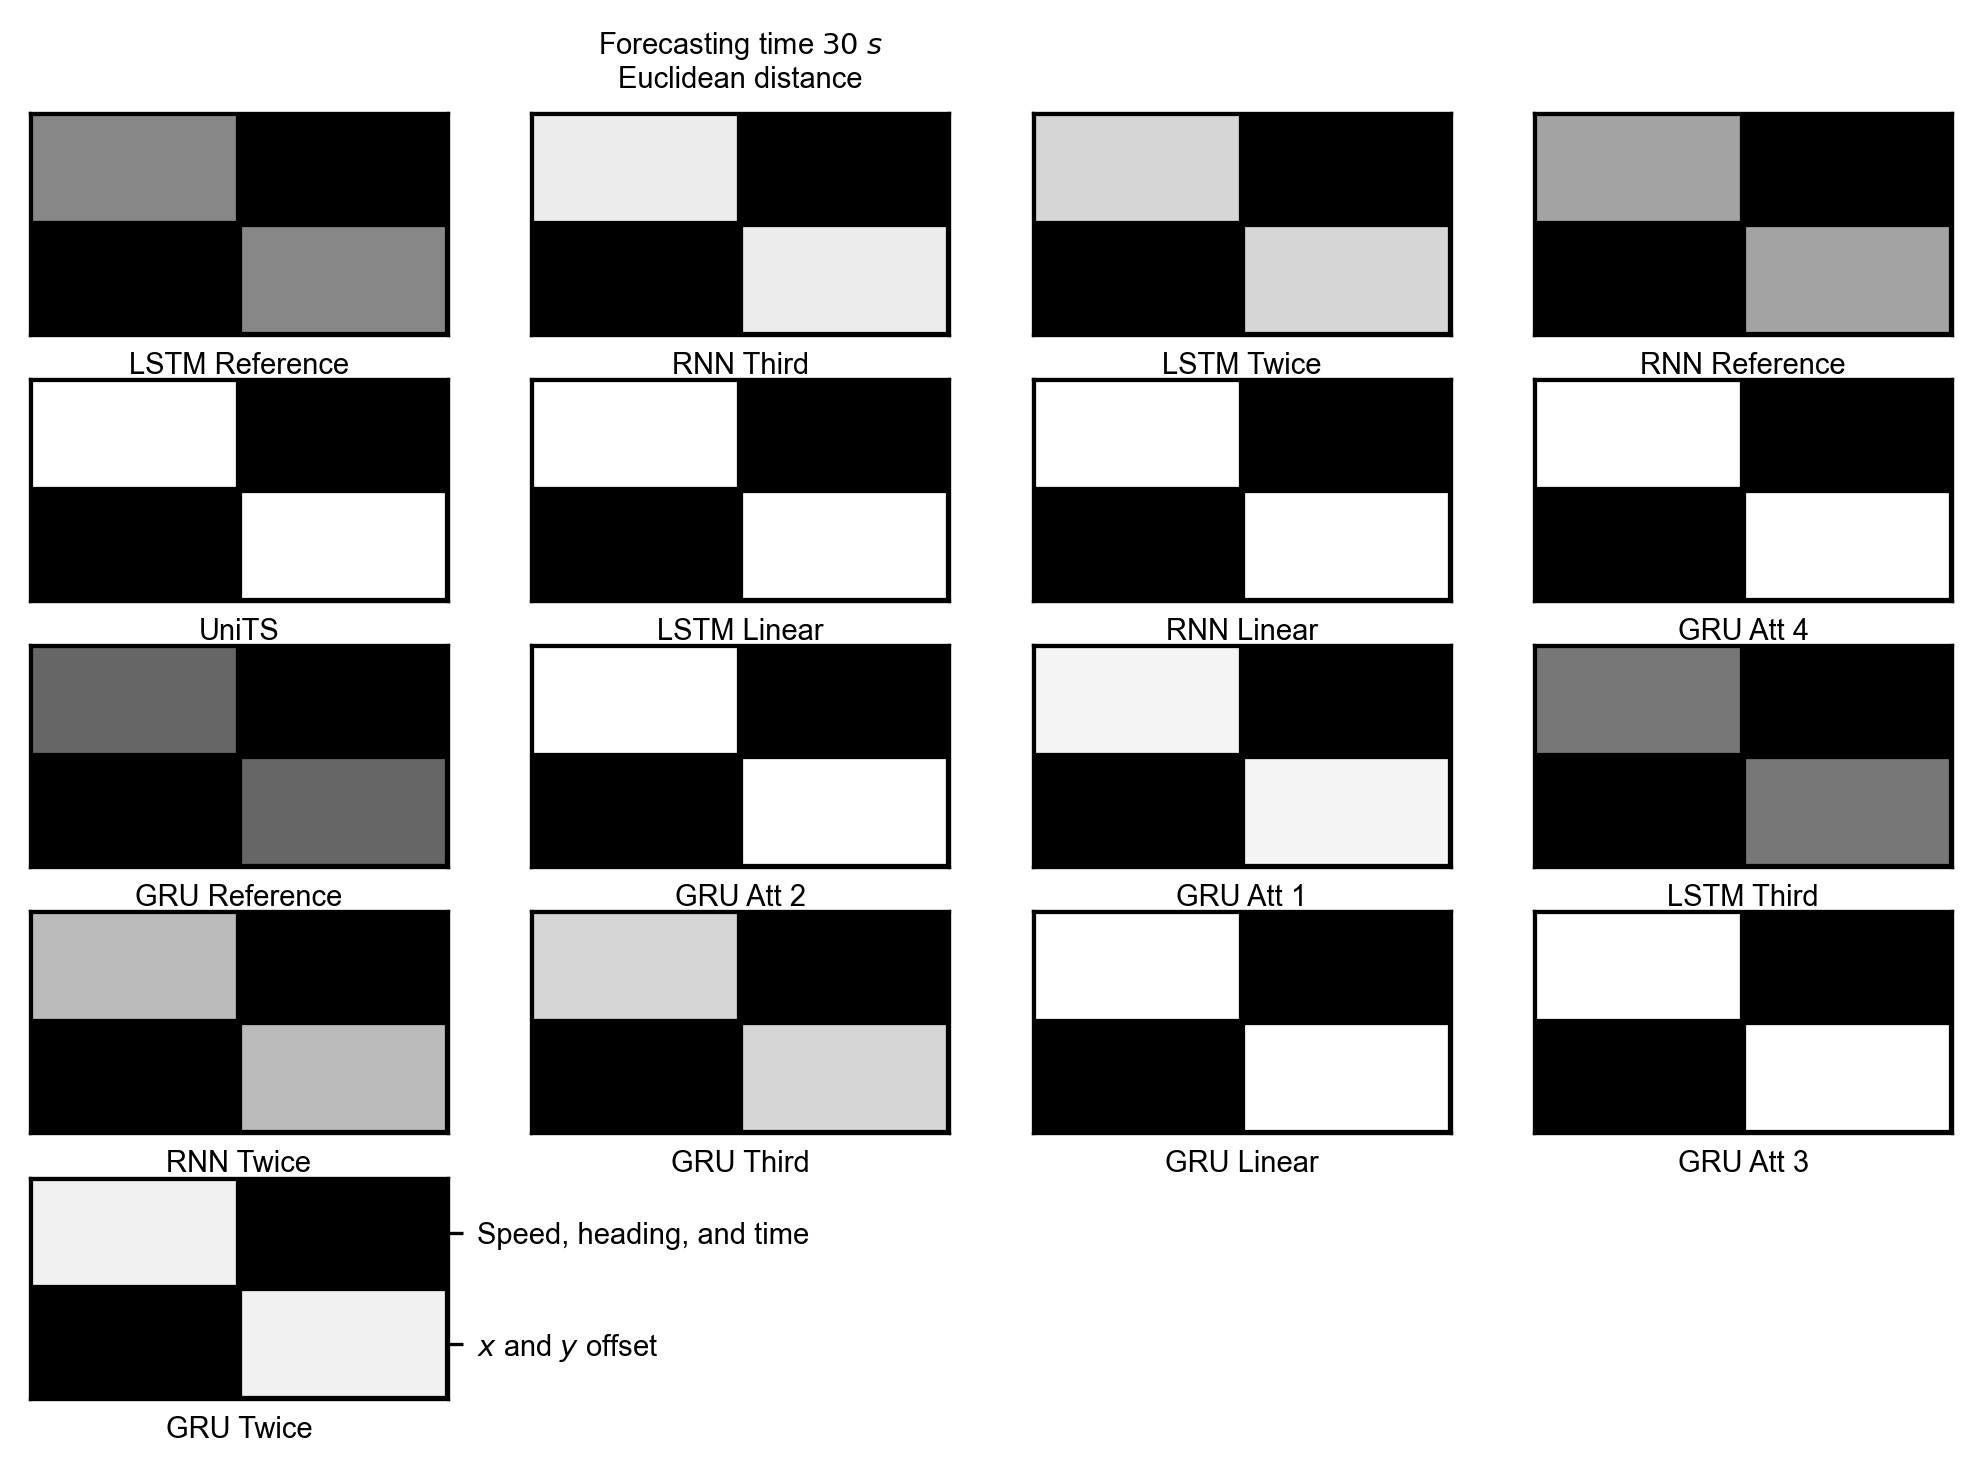 Forecasting time 30 s
Euclidean distance
LSTM Reference
RNN Third
LSTM Twice
RNN Reference
UniTS
LSTM Linear
RNN Linear
GRU Att 4
GRU Reference
GRU Att 2
GRU Att 1
LSTM Third
RNN Twice
GRU Third
GRU Linear
GRU Att 3
Speed, heading, and time
x and y offset
GRU Twice